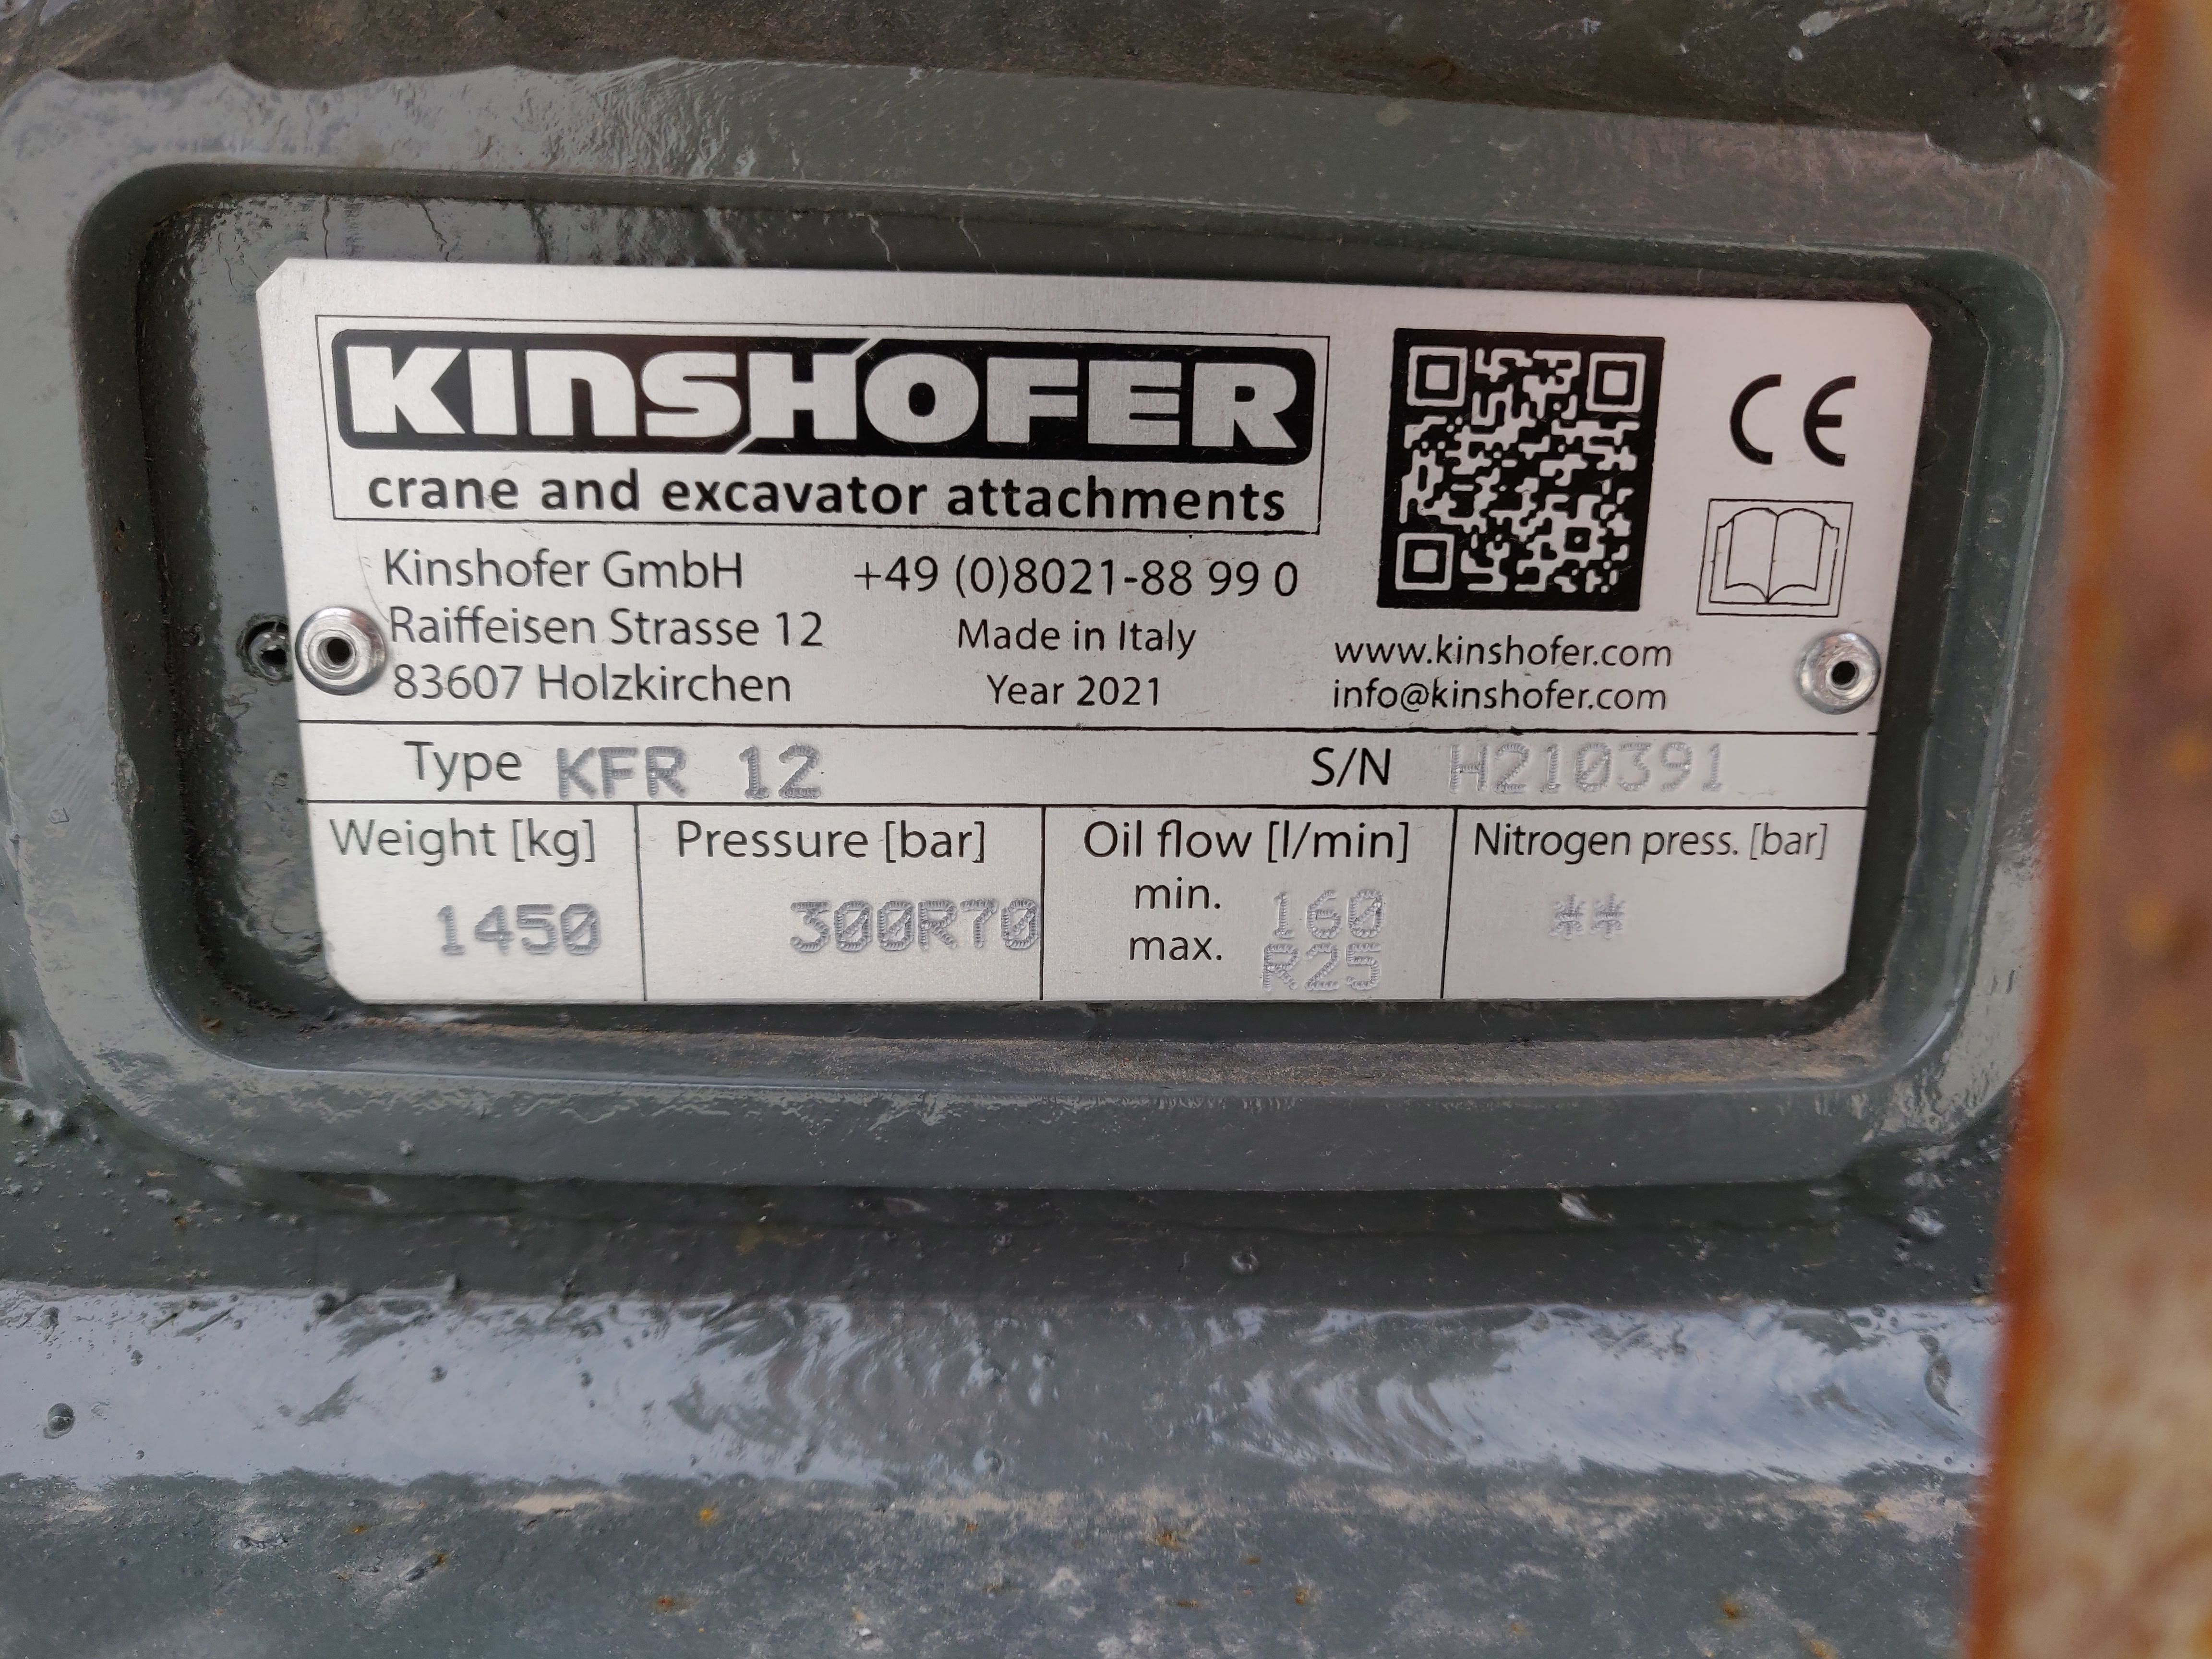 KINSHOFER
crane and excavator attachments
CE
Kinshofer GmbH +49 (0)8021-88 99 0
Raiffeisen Strasse 12 Made in Italy www.kinshofer.com
83607 Holzkirchen Year 2021 info@kinshofer.com
Type KFR 12 S/N H210391
Weight [kg] Pressure [bar] Oil flow [l/min] Nitrogen press. [bar]
1450 300R70 min. 160 **
max. R25